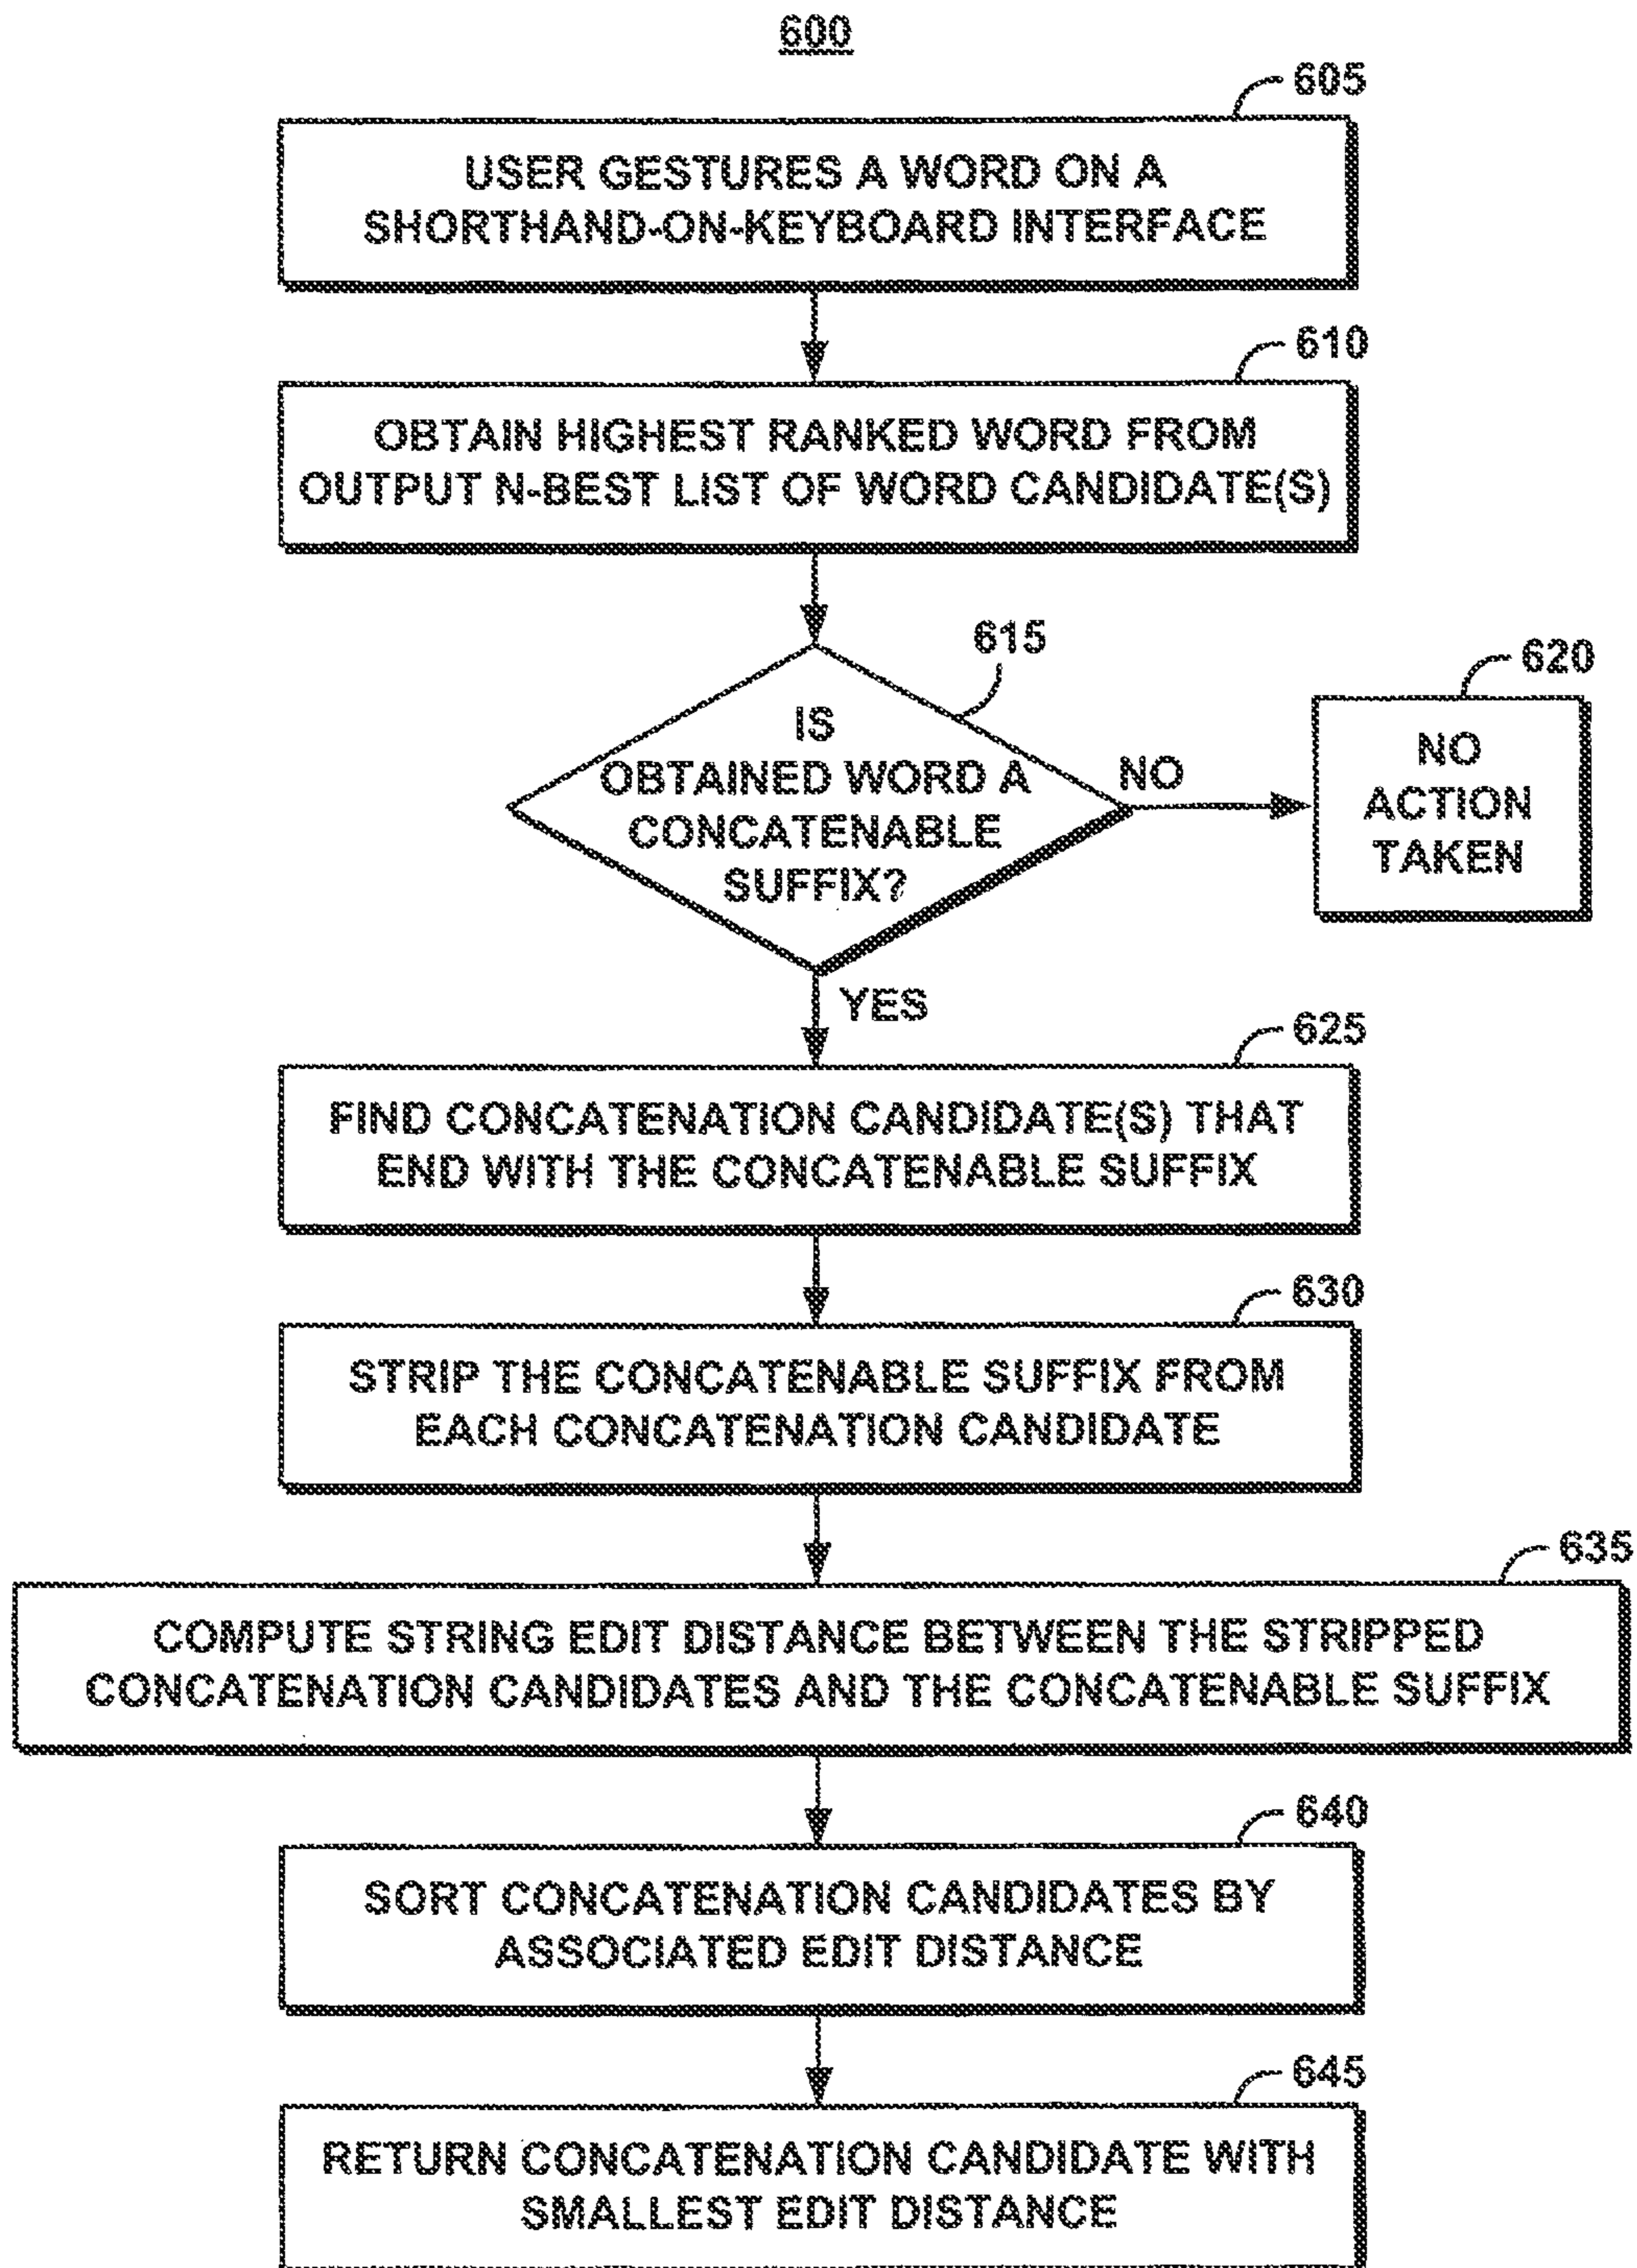 600
605
USER GESTURES A WORD ON A
SHORTHAND-ON-KEYBOARD INTERFACE
610
OBTAIN HIGHEST RANKED WORD FROM
OUTPUT N-BEST LIST OF WORD CANDIDATE(S)
615
IS
OBTAINED WORD A
CONCATENABLE
SUFFIX?
NO
620
NO
ACTION
TAKEN
YES
625
FIND CONCATENATION CANDIDATE(S) THAT
END WITH THE CONCATENABLE SUFFIX
630
STRIP THE CONCATENABLE SUFFIX FROM
EACH CONCATENATION CANDIDATE
635
COMPUTE STRING EDIT DISTANCE BETWEEN THE STRIPPED
CONCATENATION CANDIDATES AND THE CONCATENABLE SUFFIX
640
SORT CONCATENATION CANDIDATES BY
ASSOCIATED EDIT DISTANCE
645
RETURN CONCATENATION CANDIDATE WITH
SMALLEST EDIT DISTANCE